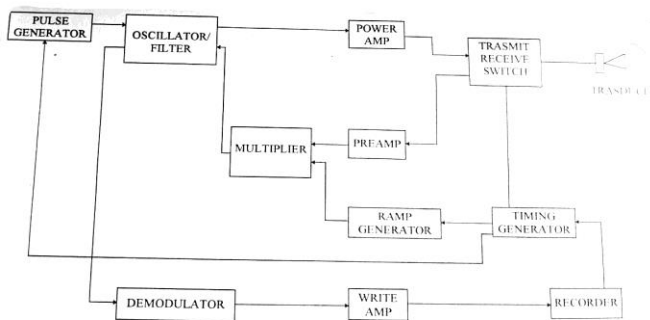 PULSE
GENERATOR
OSCILLATOR/
FILTER
POWER
AMP
TRASMIT
RECEIVE
SWITCH
MULTIPLIER
PREAMP
RAMP
GENERATOR
TIMING
GENERATOR
DEMODULATOR
WRITE
AMP
RECORDER